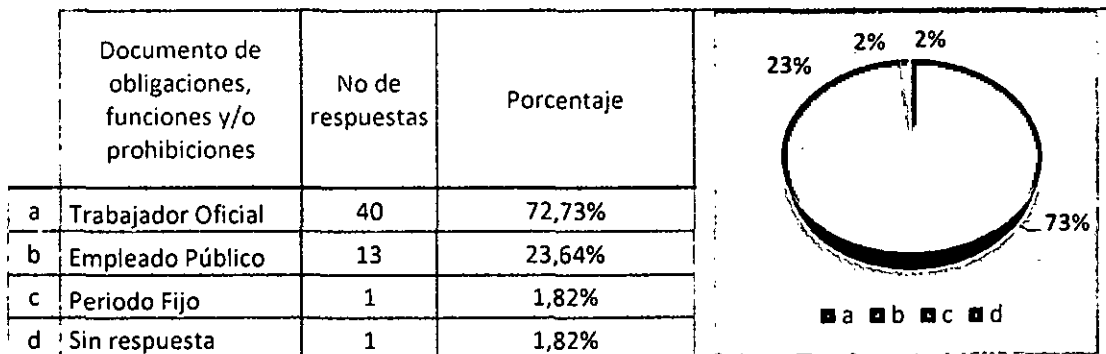 Documento de
obligaciones,
funciones y/o
prohibiciones
No de
respuestas
Porcentaje
a Trabajador Oficial 40 72,73%
b Empleado Público 13 23,64%
c Periodo Fijo 1 1,82%
d Sin respuesta 1 1,82%
2% 2%
23%
73%
a b c d